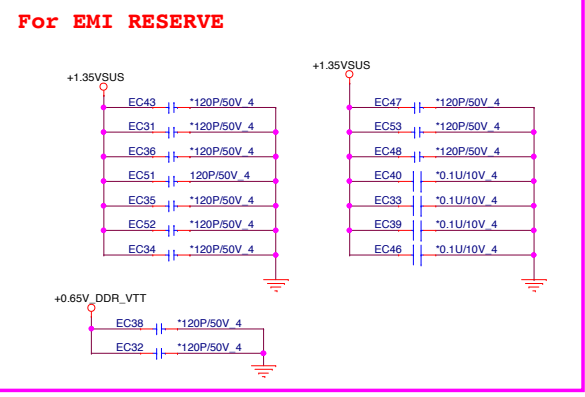 For EMI RESERVE
+1.35VSUS
EC43 *120P/50V_4
EC31 *120P/50V_4
EC36 *120P/50V_4
EC51 120P/50V_4
EC35 *120P/50V_4
EC52 *120P/50V_4
EC34 *120P/50V_4
+1.35VSUS
EC47 *120P/50V_4
EC53 *120P/50V_4
EC48 *120P/50V_4
EC40 *0.1U/10V_4
EC33 *0.1U/10V_4
EC39 *0.1U/10V_4
EC46 *0.1U/10V_4
+0.65V_DDR_VTT
EC38 *120P/50V_4
EC32 *120P/50V_4